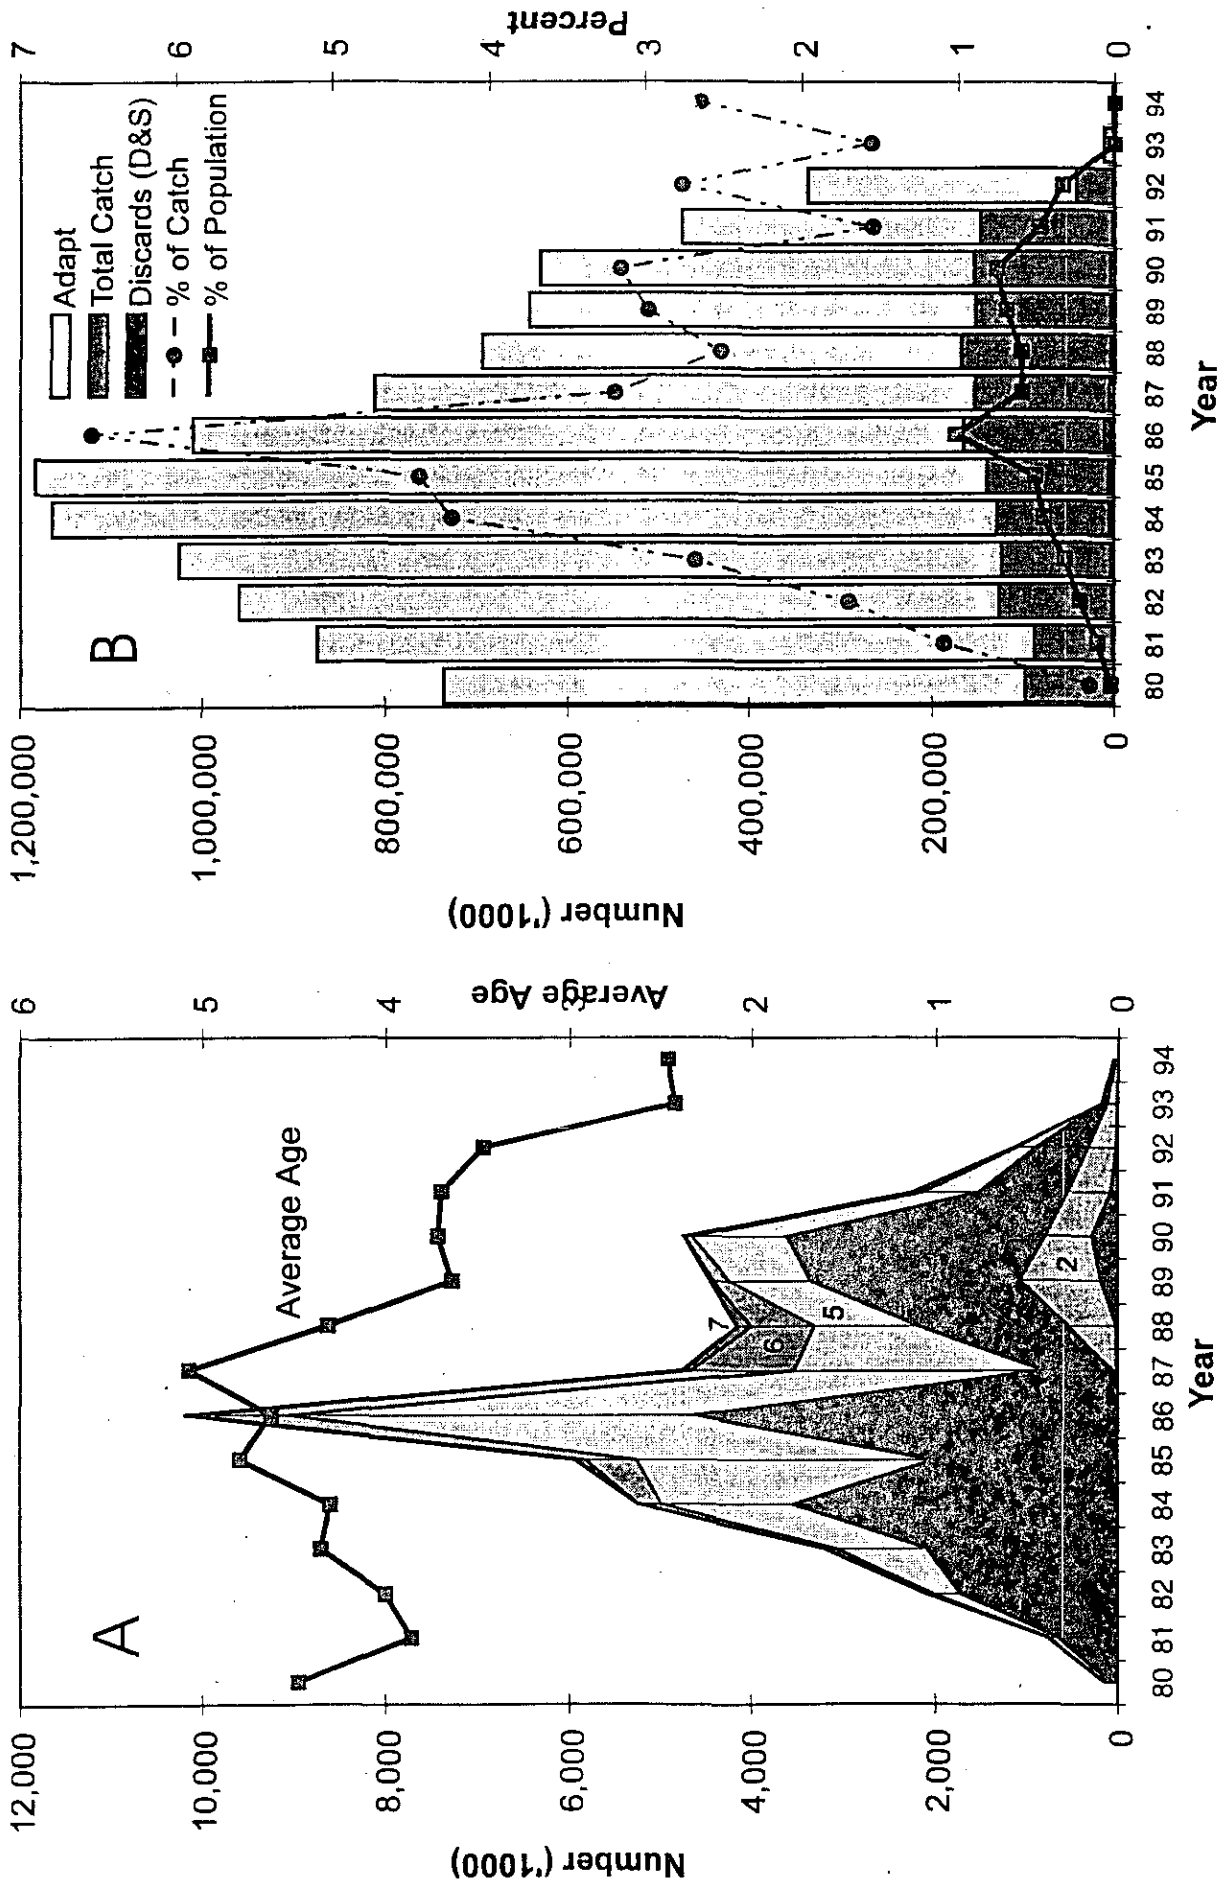 A
12,000
10,000
8,000
6,000
4,000
2,000
0
Number ('1000)
6
5
4
3
2
1
0
Average Age
Average Age
7
6
5
2
80 81 82 83 84 85 86 87 88 89 90 91 92 93 94
Year
B
1,200,000
1,000,000
800,000
600,000
400,000
200,000
0
Number ('1000)
Adapt
Total Catch
Discards (D&S)
% of Catch
% of Population
7
6
5
4
3
2
1
0
Percent
80 81 82 83 84 85 86 87 88 89 90 91 92 93 94
Year